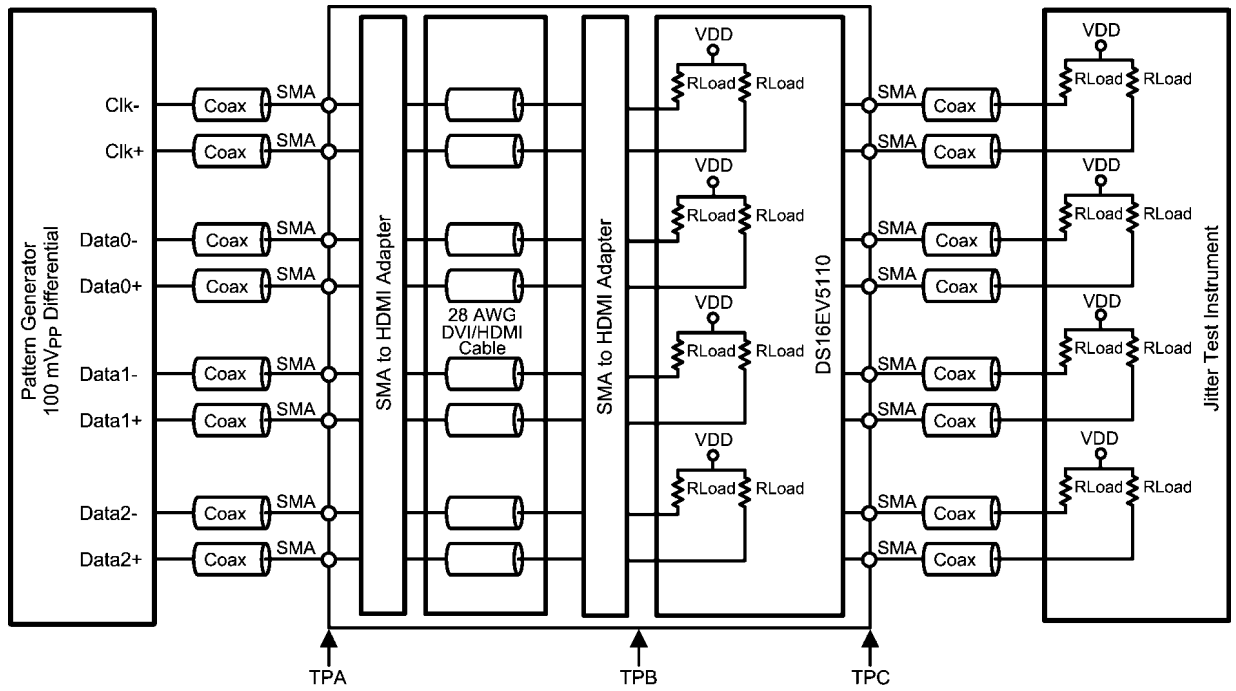 Pattern Generator
100 mVPP Differential
Clk-
Clk+
Data0-
Data0+
Data1-
Data1+
Data2-
Data2+
Coax SMA
Coax SMA
Coax SMA
Coax SMA
Coax SMA
Coax SMA
Coax SMA
Coax SMA
SMA to HDMI Adapter
28 AWG
DVI/HDMI
Cable
SMA to HDMI Adapter
VDD
RLoad RLoad
VDD
RLoad RLoad
VDD
RLoad RLoad
VDD
RLoad RLoad
DS16EV5110
SMA Coax
SMA Coax
SMA Coax
SMA Coax
SMA Coax
SMA Coax
SMA Coax
SMA Coax
VDD
RLoad RLoad
VDD
RLoad RLoad
VDD
RLoad RLoad
VDD
RLoad RLoad
Jitter Test Instrument
TPA
TPB
TPC